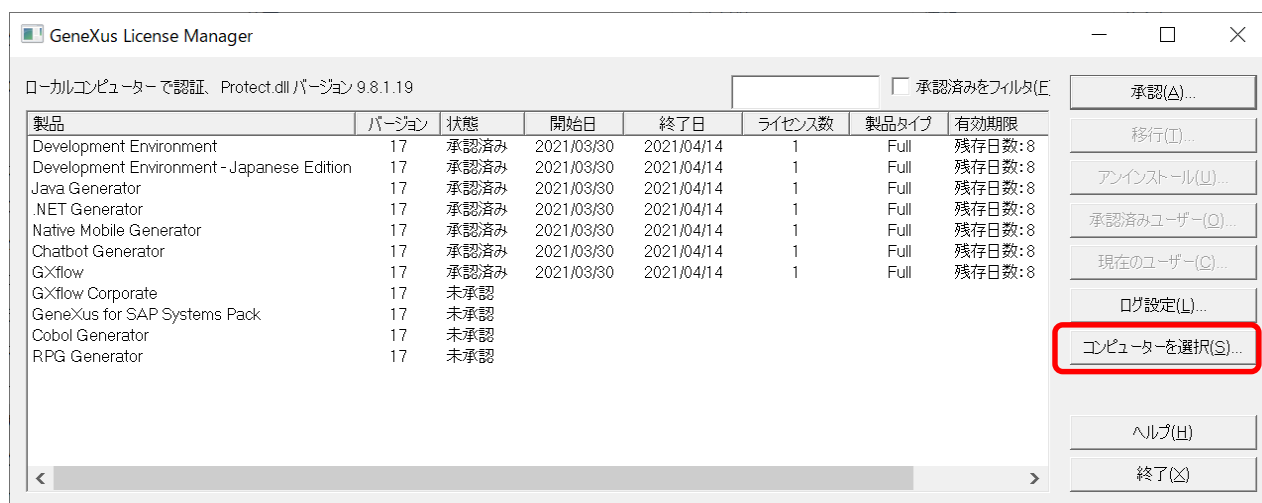 GeneXus License Manager
ローカルコンピューターで認証、Protect.dll バージョン 9.8.1.19
承認済みをフィルタ(F
製品 バージョン 状態 開始日 終了日 ライセンス数 製品タイプ 有効期限
Development Environment 17 承認済み 2021/03/30 2021/04/14 1 Full 残存日数:8
Development Environment - Japanese Edition 17 承認済み 2021/03/30 2021/04/14 1 Full 残存日数:8
Java Generator 17 承認済み 2021/03/30 2021/04/14 1 Full 残存日数:8
.NET Generator 17 承認済み 2021/03/30 2021/04/14 1 Full 残存日数:8
Native Mobile Generator 17 承認済み 2021/03/30 2021/04/14 1 Full 残存日数:8
Chatbot Generator 17 承認済み 2021/03/30 2021/04/14 1 Full 残存日数:8
GXflow 17 承認済み 2021/03/30 2021/04/14 1 Full 残存日数:8
GXflow Corporate 17 未承認
GeneXus for SAP Systems Pack 17 未承認
Cobol Generator 17 未承認
RPG Generator 17 未承認
承認(A)...
移行(T)...
アンインストール(U)...
承認済みユーザー(O)...
現在のユーザー(C)...
ログ設定(L)...
コンピューターを選択(S)...
ヘルプ(H)
終了(X)